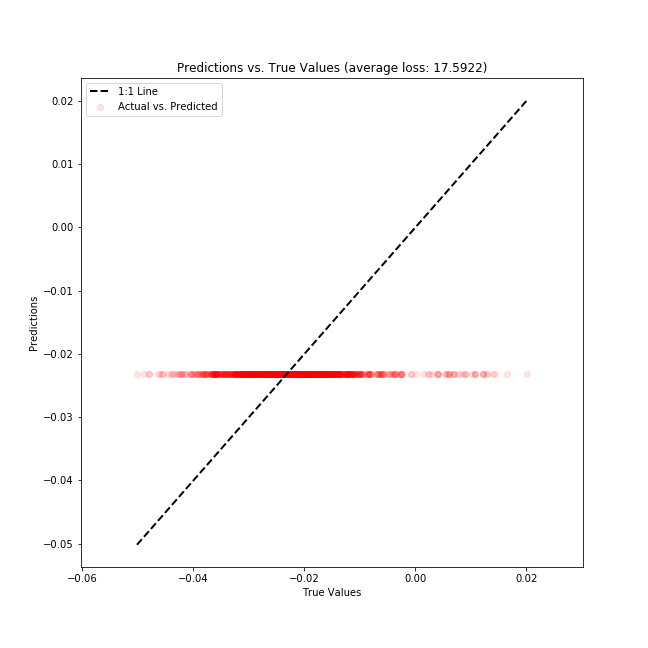 Predictions vs. True Values (average loss: 17.5922)
1:1 Line
Actual vs. Predicted
0.02
0.01
0.00
−0.01
−0.02
−0.03
−0.04
−0.05
Predictions
−0.06
−0.04
−0.02
0.00
0.02
True Values